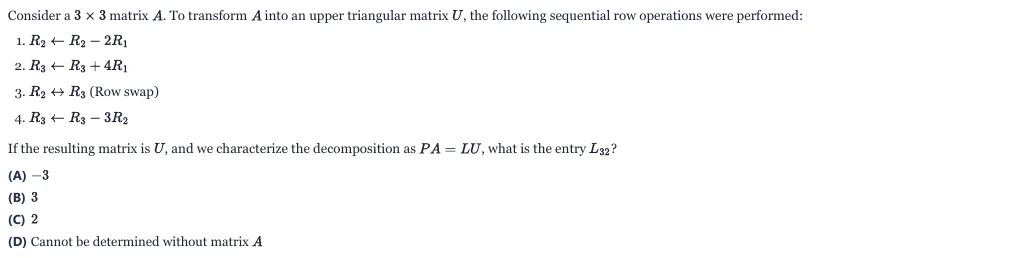 Consider a 3 × 3 matrix A. To transform A into an upper triangular matrix U, the following sequential row operations were performed:
1. R₂ ← R₂ − 2R₁
2. R₃ ← R₃ + 4R₁
3. R₂ ↔ R₃ (Row swap)
4. R₃ ← R₃ − 3R₂
If the resulting matrix is U, and we characterize the decomposition as PA = LU, what is the entry L₃₂?
(A) −3
(B) 3
(C) 2
(D) Cannot be determined without matrix A